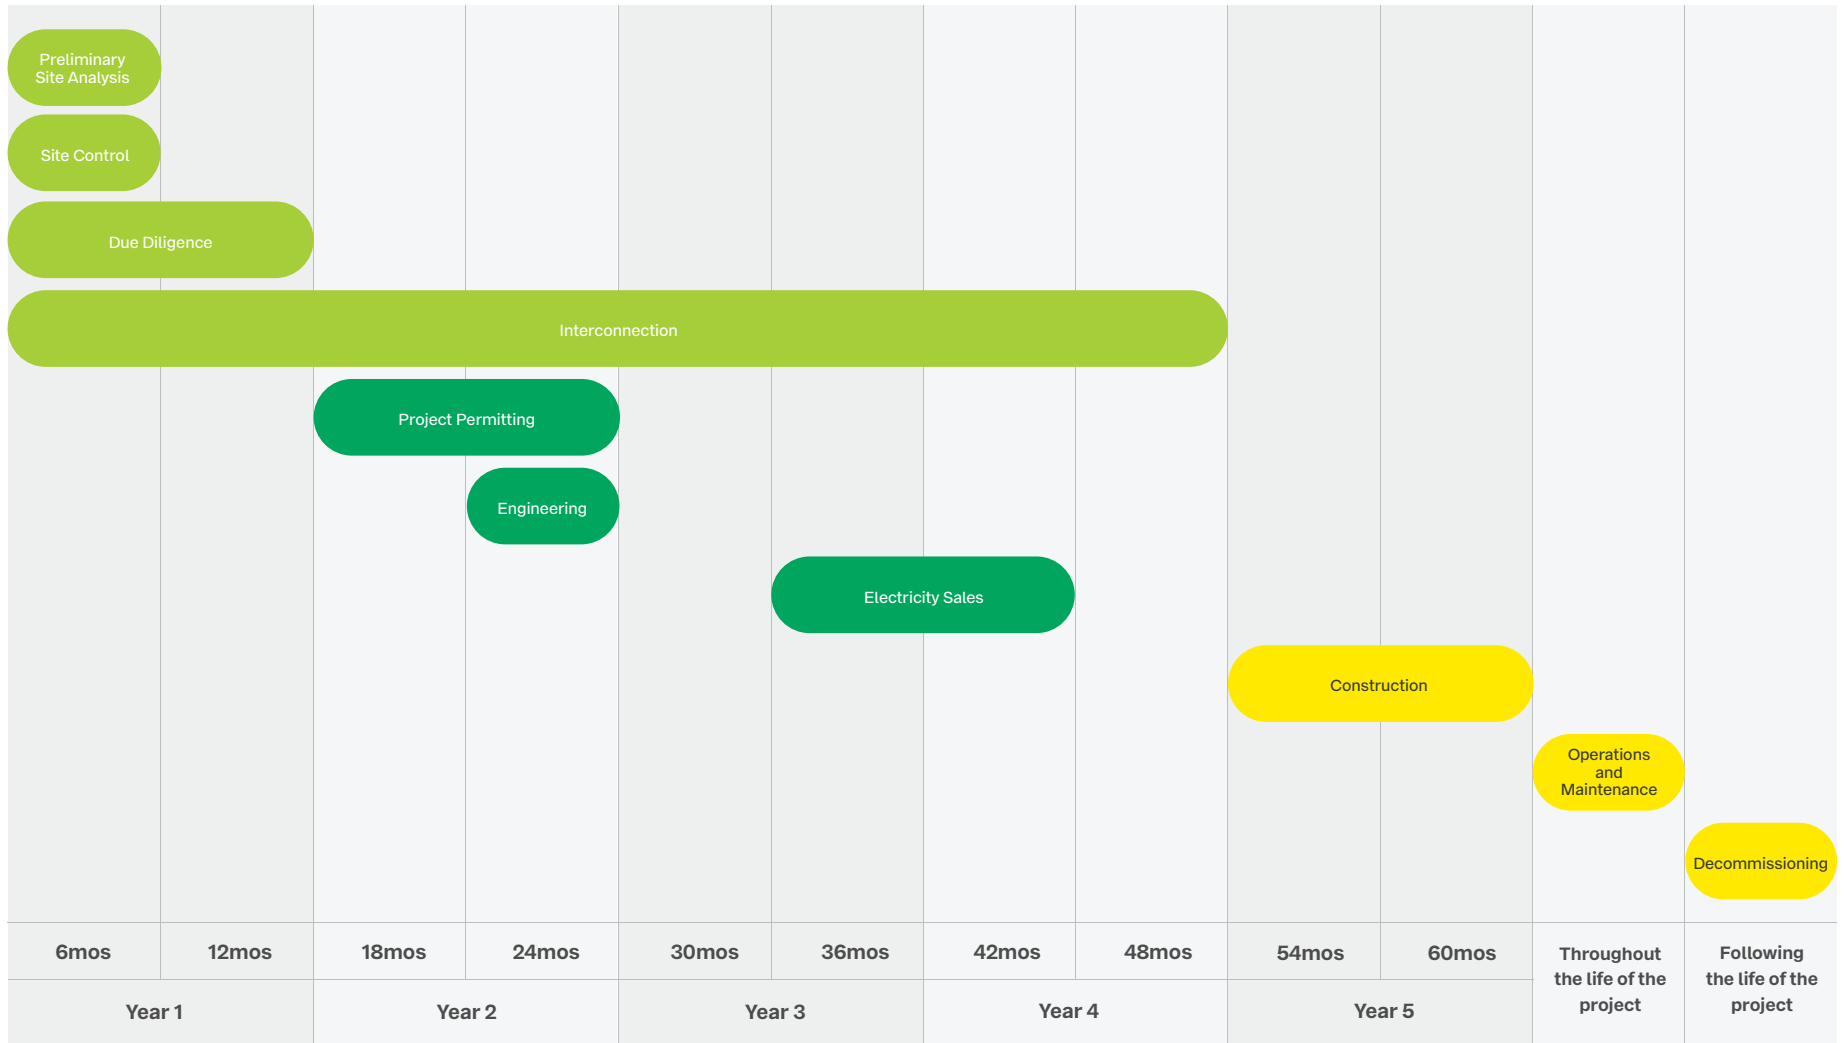 Preliminary
Site Analysis
Site Control
Due Diligence
Interconnection
Project Permitting
Engineering
Electricity Sales
Construction
Operations
and
Maintenance
Decommissioning
6mos
12mos
18mos
24mos
30mos
36mos
42mos
48mos
54mos
60mos
Throughout
the life of the
project
Following
the life of the
project
Year 1
Year 2
Year 3
Year 4
Year 5